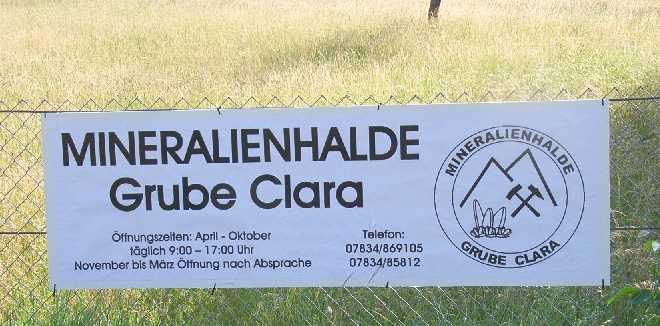 MINERALIENHALDE
Grube Clara
Öffnungszeiten: April - Oktober
täglich 9:00 – 17:00 Uhr
November bis März Öffnung nach Absprache
Telefon:
07834/869105
07834/85812
MINERALIENHALDE
GRUBE CLARA